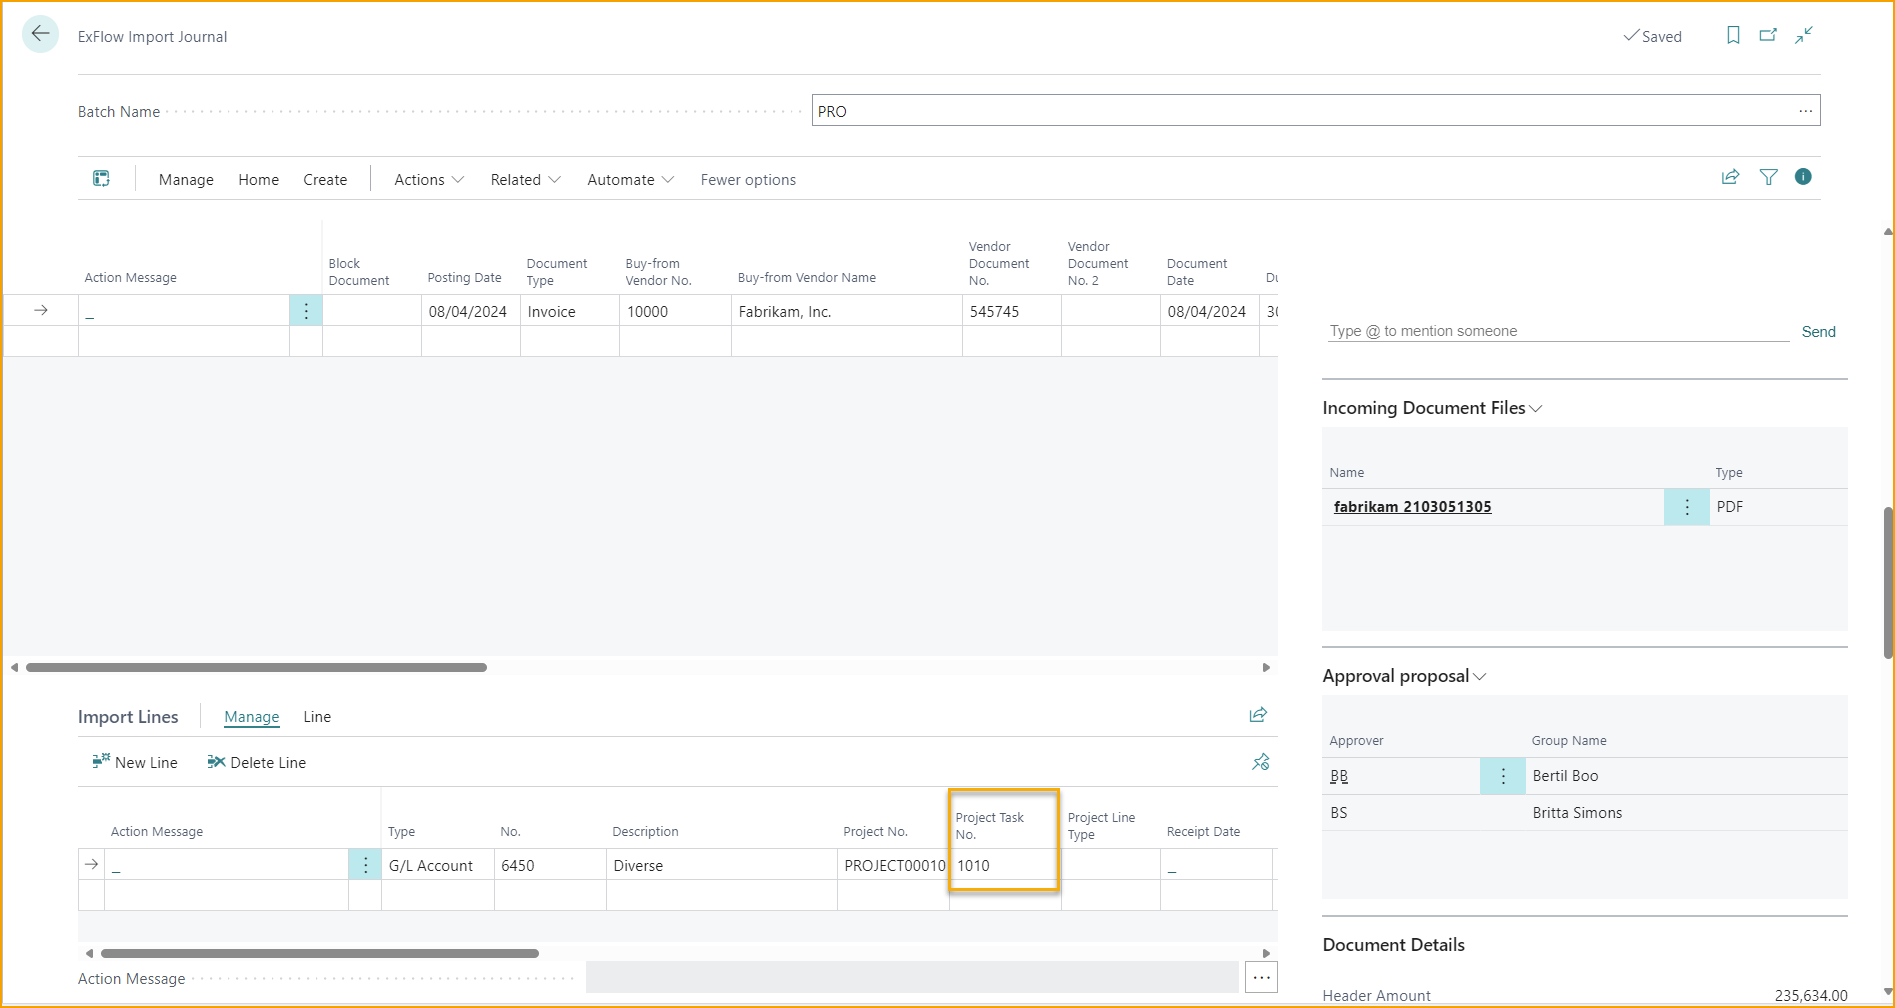 ExFlow Import Journal
Saved
Batch Name
PRO
Manage Home Create Actions Related Automate Fewer options
Action Message
Block Document
Posting Date
Document Type
Buy-from Vendor No.
Buy-from Vendor Name
Vendor Document No.
Vendor Document No. 2
Document Date
Du
_ 08/04/2024 Invoice 10000 Fabrikam, Inc. 545745 08/04/2024 30
Type @ to mention someone Send
Incoming Document Files
Name Type
fabrikam 2103051305 PDF
Approval proposal
Approver Group Name
BB Bertil Boo
BS Britta Simons
Document Details
Header Amount 235,634.00
Import Lines Manage Line
New Line Delete Line
Action Message
Type
No.
Description
Project No.
Project Task No.
Project Line Type
Receipt Date
_ G/L Account 6450 Diverse PROJECT00010 1010 _
Action Message